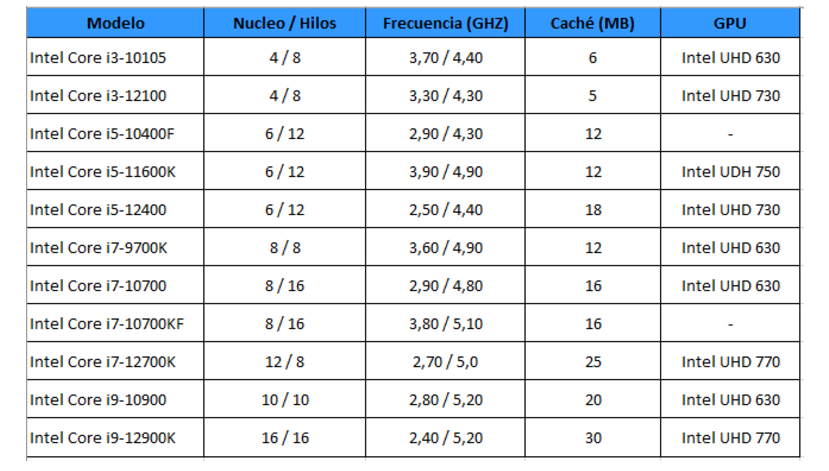 Modelo Nucleo / Hilos Frecuencia (GHZ) Caché (MB) GPU
Intel Core i3-10105 4 / 8 3,70 / 4,40 6 Intel UHD 630
Intel Core i3-12100 4 / 8 3,30 / 4,30 5 Intel UHD 730
Intel Core i5-10400F 6 / 12 2,90 / 4,30 12 -
Intel Core i5-11600K 6 / 12 3,90 / 4,90 12 Intel UDH 750
Intel Core i5-12400 6 / 12 2,50 / 4,40 18 Intel UHD 730
Intel Core i7-9700K 8 / 8 3,60 / 4,90 12 Intel UHD 630
Intel Core i7-10700 8 / 16 2,90 / 4,80 16 Intel UHD 630
Intel Core i7-10700KF 8 / 16 3,80 / 5,10 16 -
Intel Core i7-12700K 12 / 8 2,70 / 5,0 25 Intel UHD 770
Intel Core i9-10900 10 / 10 2,80 / 5,20 20 Intel UHD 630
Intel Core i9-12900K 16 / 16 2,40 / 5,20 30 Intel UHD 770